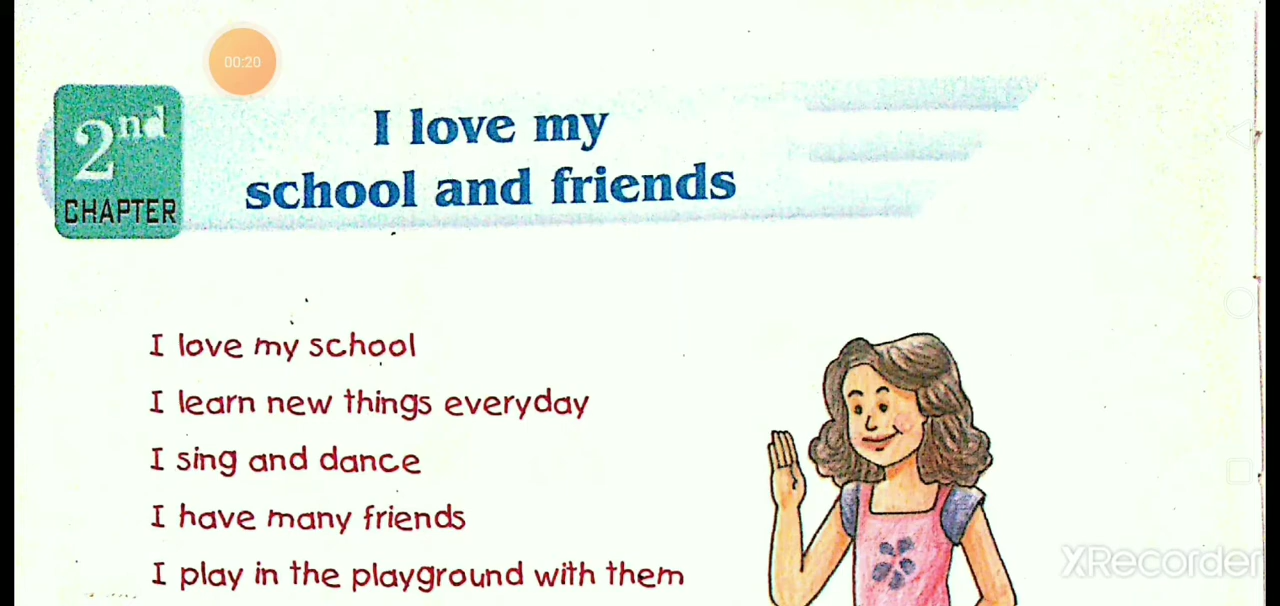 00:20
2nd
CHAPTER
I love my
school and friends
I love my school
I learn new things everyday
I sing and dance
I have many friends
I play in the playground with them
XRecorder